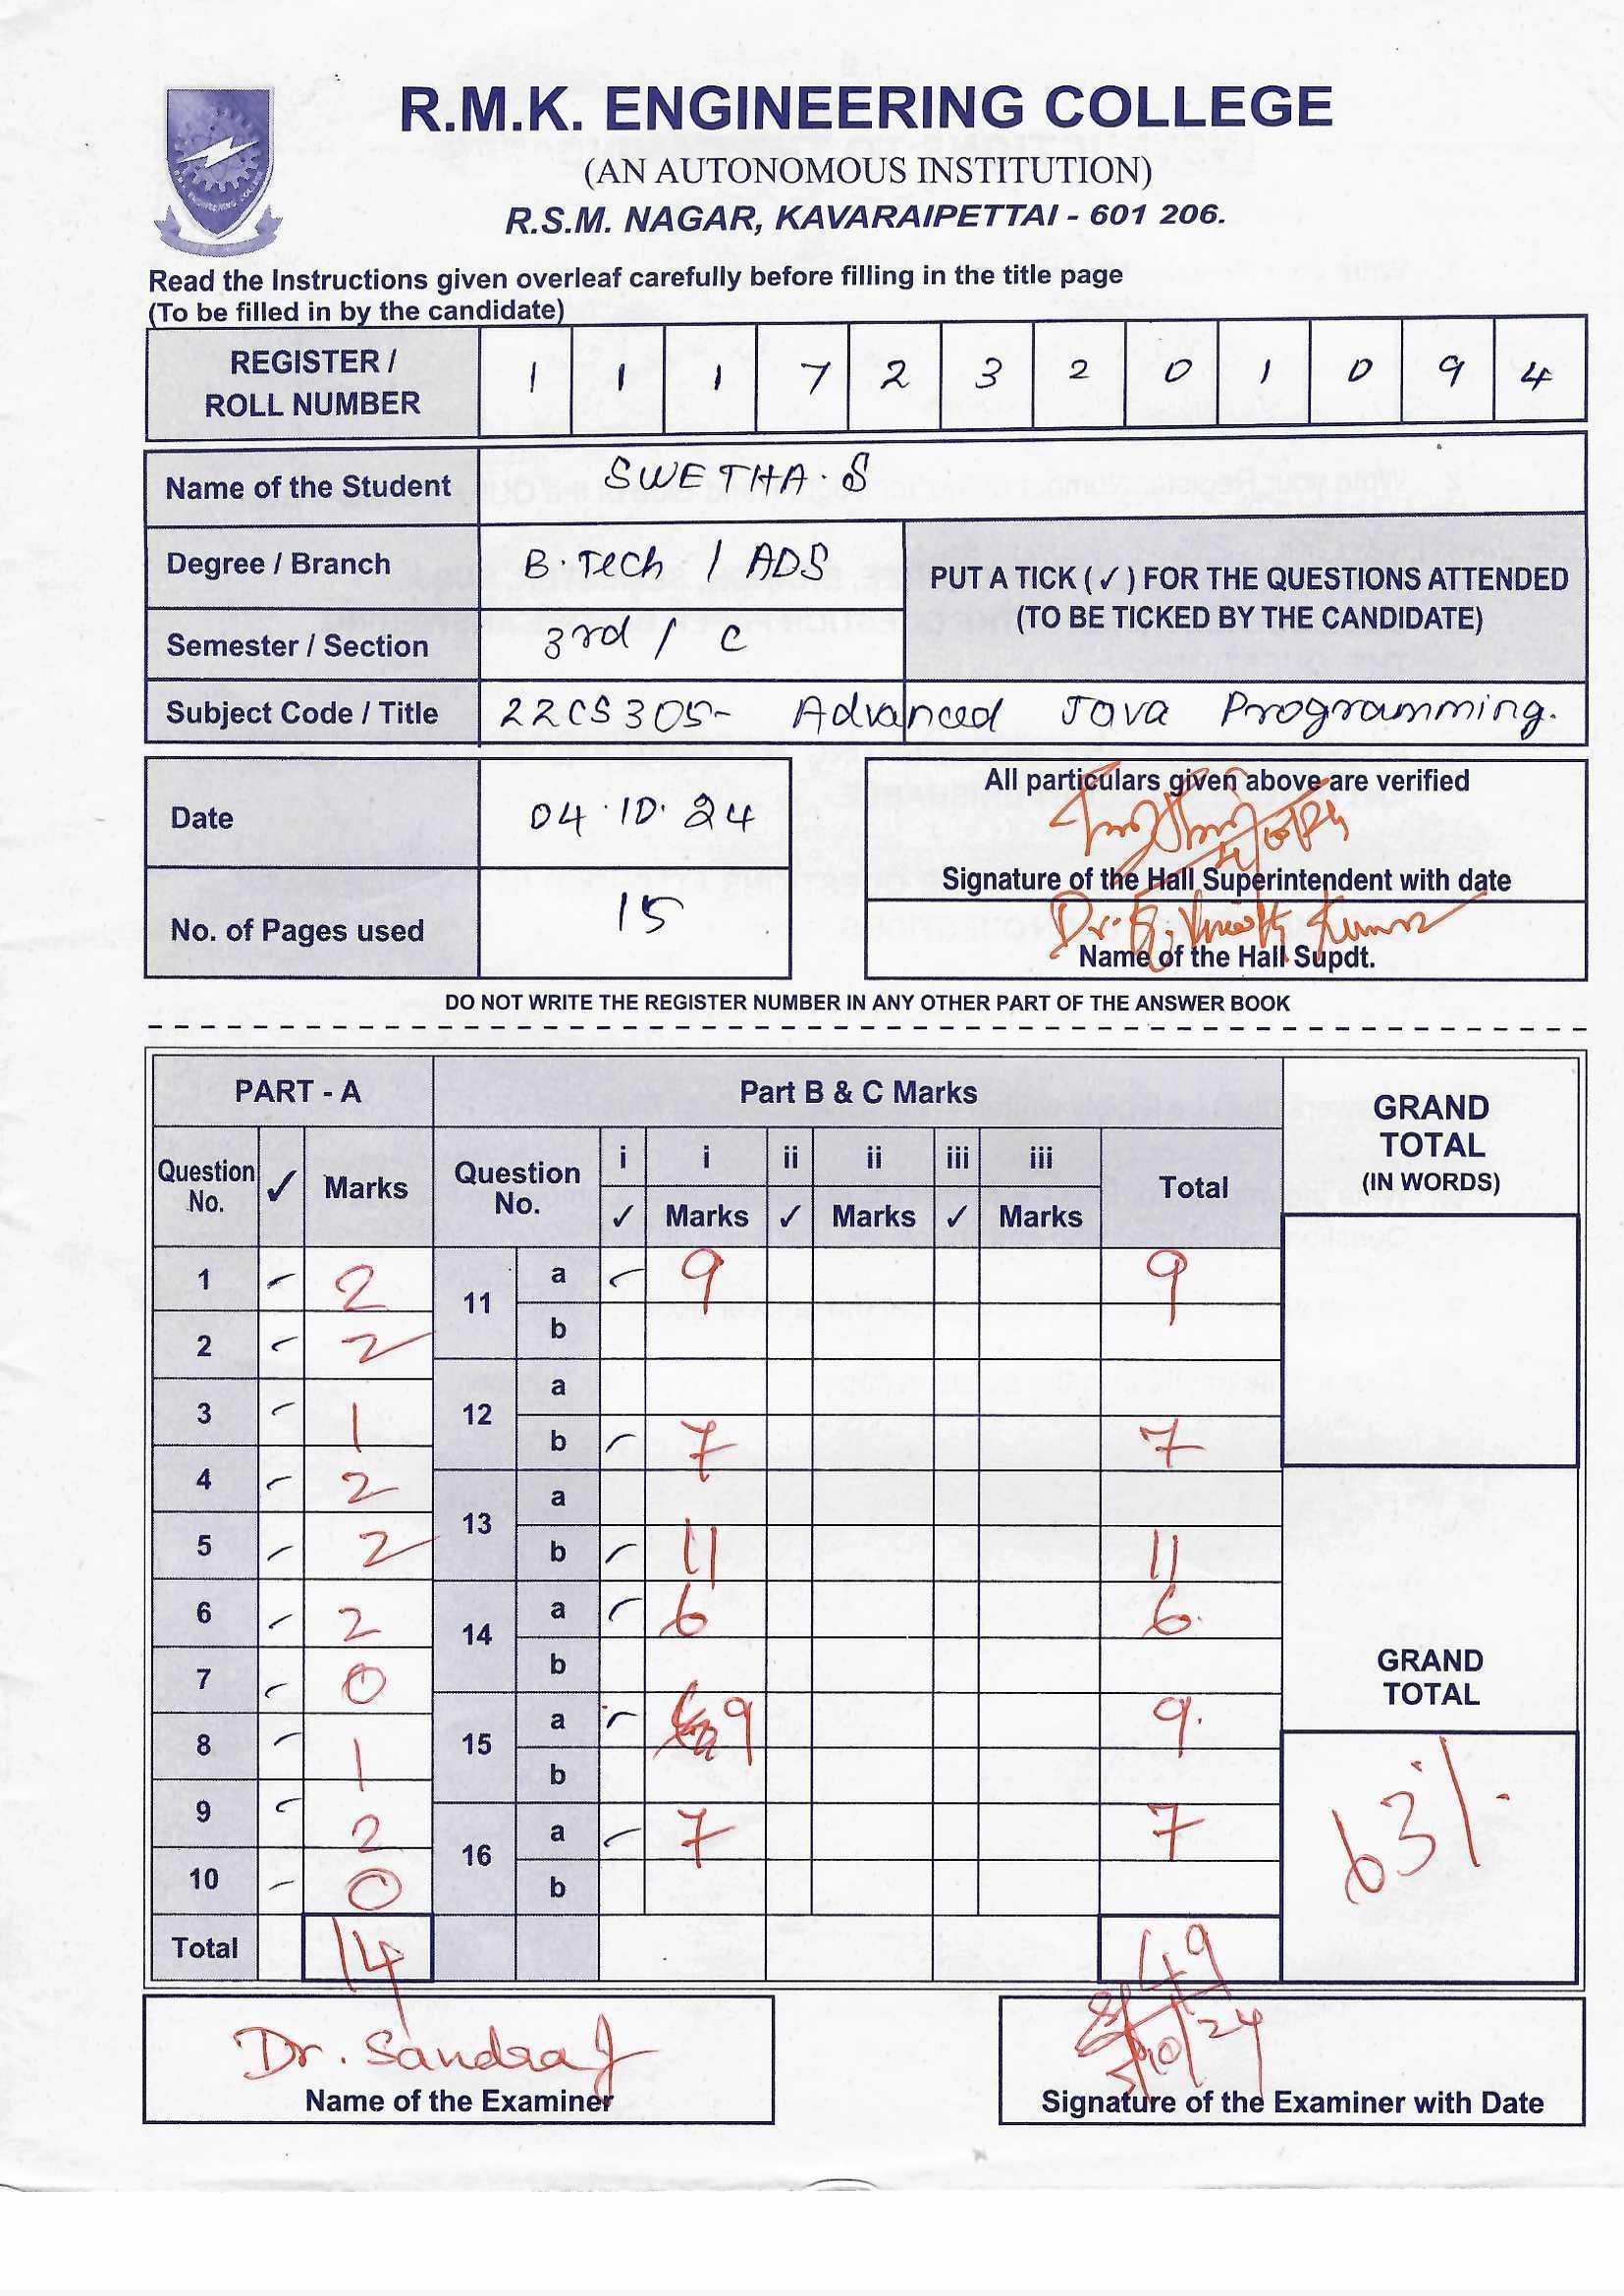 R.M.K. ENGINEERING COLLEGE
(AN AUTONOMOUS INSTITUTION)
R.S.M. NAGAR, KAVARAIPETTAI - 601 206.
Read the Instructions given overleaf carefully before filling in the title page
(To be filled in by the candidate)
REGISTER / ROLL NUMBER 1 1 1 7 2 3 2 0 1 0 9 4
Name of the Student SWETHA. S
Degree / Branch B.Tech / ADS
PUT A TICK ( ✓ ) FOR THE QUESTIONS ATTENDED
(TO BE TICKED BY THE CANDIDATE)
Semester / Section 3rd / C
Subject Code / Title 22CS305- Advanced Java Programming.
Date 04.10.24
All particulars given above are verified
Signature of the Hall Superintendent with date
No. of Pages used 15
Dr. Kumar
Name of the Hall Supdt.
DO NOT WRITE THE REGISTER NUMBER IN ANY OTHER PART OF THE ANSWER BOOK
PART - A Part B & C Marks GRAND TOTAL (IN WORDS)
Question No. ✓ Marks Question No. i i ii ii iii iii Total
✓ Marks ✓ Marks ✓ Marks
1 ✓ 2 11 a ✓ 9 9
b
2 ✓ 2
12 a
3 ✓ 1
b ✓ 7 7
4 ✓ 2
13 a
5 ✓ 2
b ✓ 11 11
6 ✓ 2
14 a ✓ 6 6.
b
GRAND TOTAL
7 ✓ 0
15 a ✓ 9 9.
8 ✓ 1
b
63%
9 ✓ 2
16 a ✓ 7 7
10 ✓ 0
b
Total 14 49
Dr. Sandra J
Name of the Examiner
10/24
Signature of the Examiner with Date